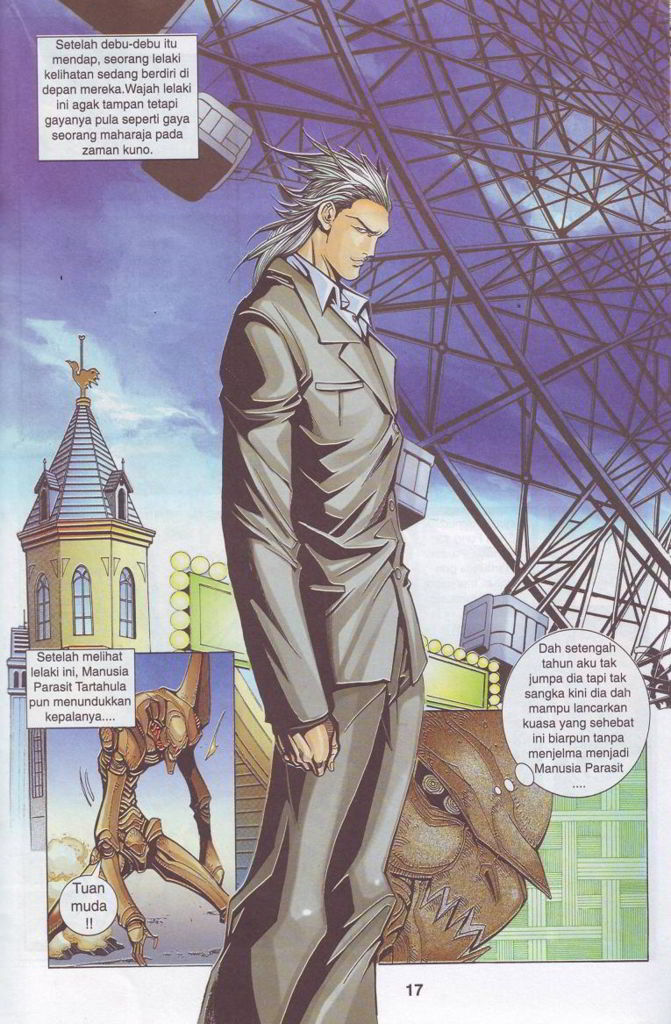 Setelah debu-debu itu
mendap, seorang lelaki
kelihatan sedang berdiri di
depan mereka.Wajah lelaki
ini agak tampan tetapi
gayanya pula seperti gaya
seorang maharaja pada
zaman kuno.
Setelah melihat
lelaki ini, Manusia
Parasit Tartahula
pun menundukkan
kepalanya....
Tuan
muda
!!
Dah setengah
tahun aku tak
jumpa dia tapi tak
sangka kini dia dah
mampu lancarkan
kuasa yang sehebat
ini biarpun tanpa
menjelma menjadi
Manusia Parasit
....
17